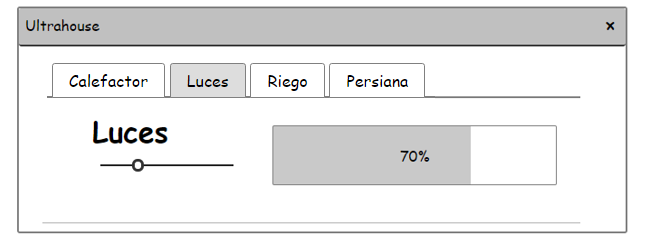 Ultrahouse ×
Calefactor Luces Riego Persiana
Luces
70%